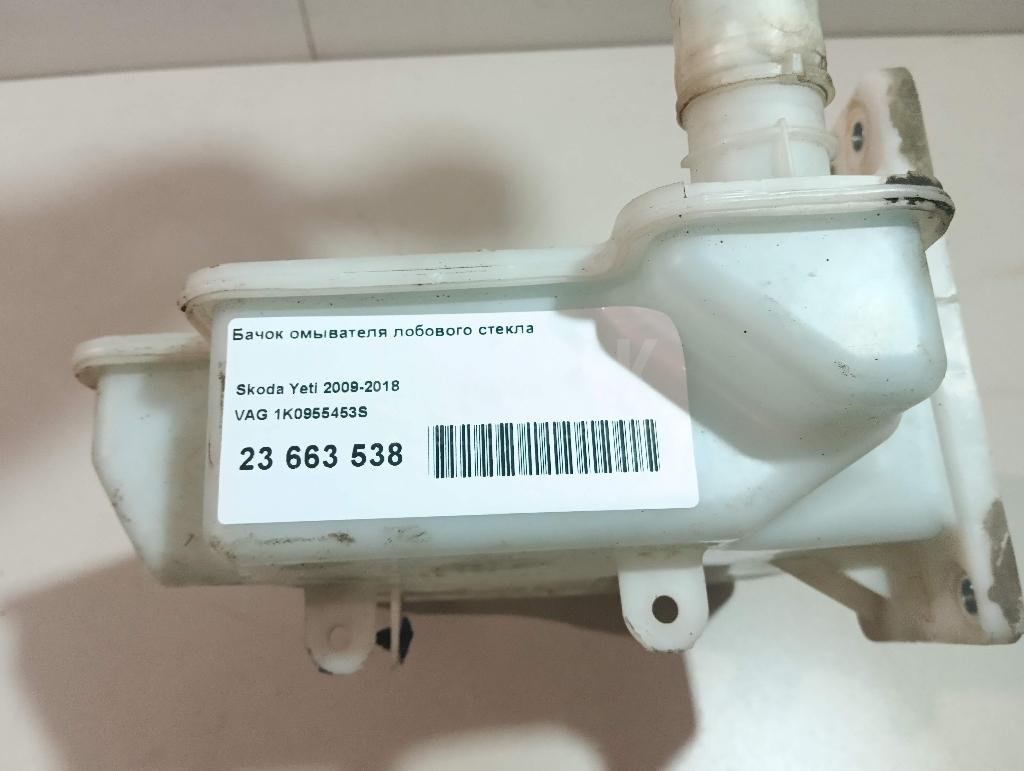 Бачок омывателя лобового стекла
Skoda Yeti 2009-2018
VAG 1K0955453S
23 663 538